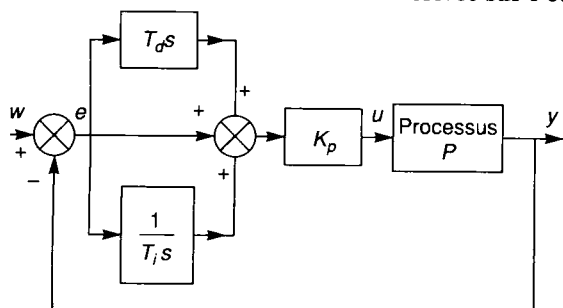 T_d s
+
w
e
+
+
K_p
u
Processus
P
y
+
−
+
1
T_i s